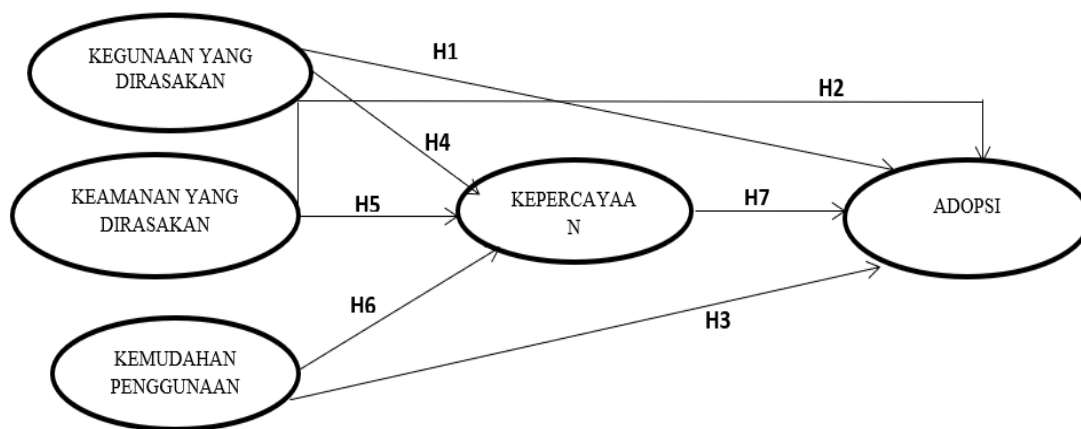 KEGUNAAN YANG
DIRASAKAN
H1
H2
H4
KEAMANAN YANG
DIRASAKAN
H5
KEPERCAYAA
N
H7
ADOPSI
H6
H3
KEMUDAHAN
PENGGUNAAN